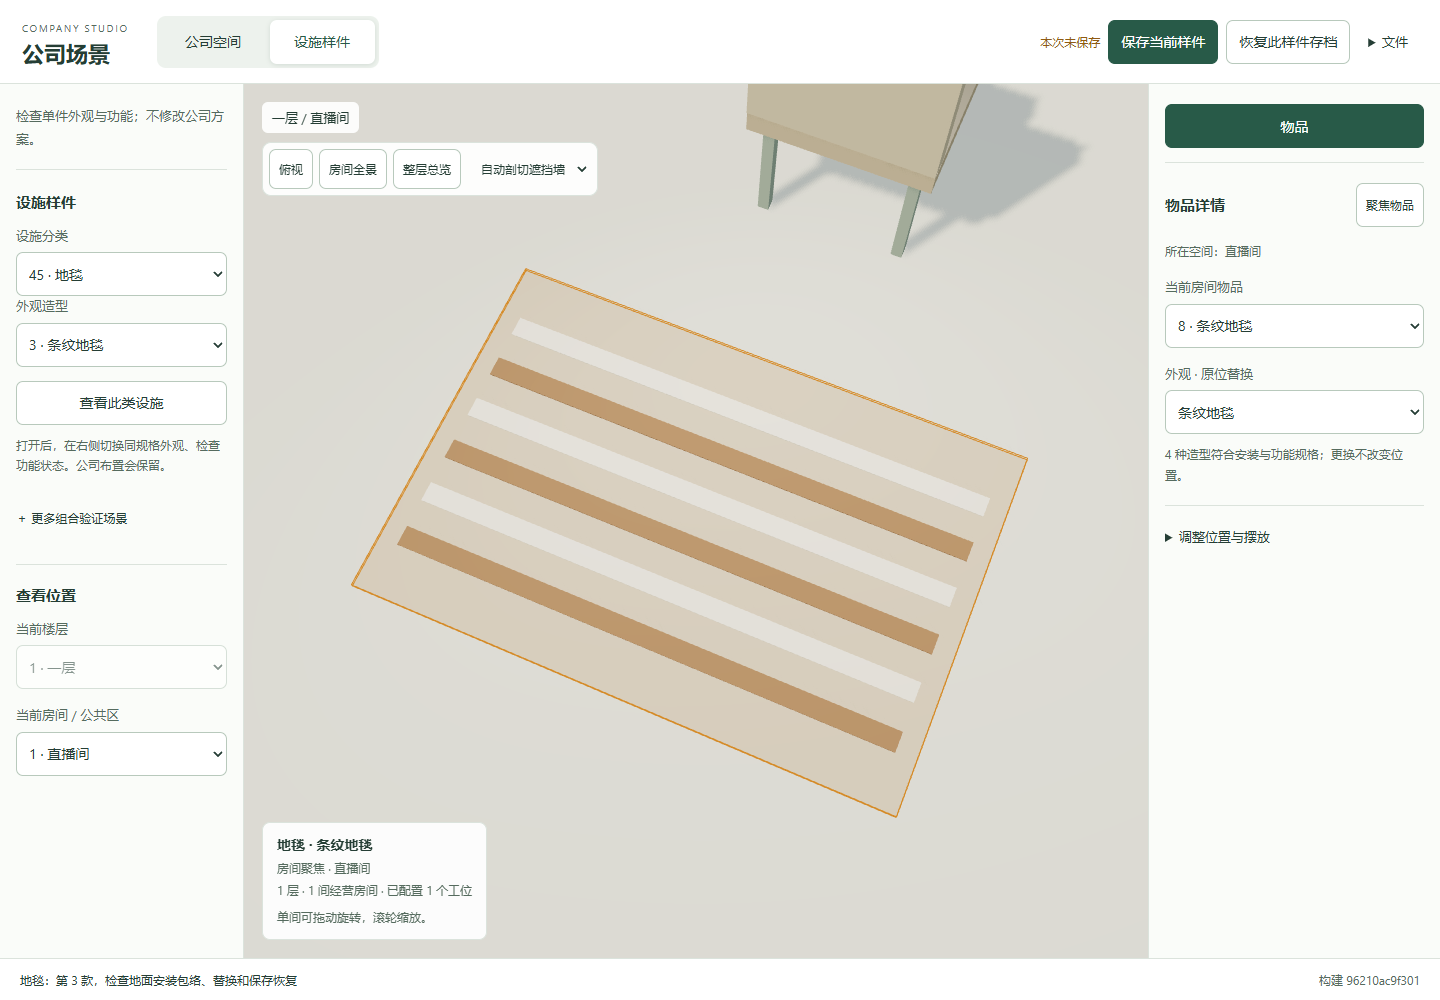 COMPANY STUDIO
公司场景
公司空间
设施样件
本次未保存
保存当前样件
恢复此样件存档
▶ 文件
检查单件外观与功能；不修改公司方
案。
设施样件
设施分类
45 · 地毯
外观造型
3 · 条纹地毯
查看此类设施
打开后，在右侧切换同规格外观、检查
功能状态。公司布置会保留。
+ 更多组合验证场景
查看位置
当前楼层
1 · 一层
当前房间 / 公共区
1 · 直播间
一层 / 直播间
俯视
房间全景
整层总览
自动剖切遮挡墙
地毯 · 条纹地毯
房间聚焦 · 直播间
1 层 · 1 间经营房间 · 已配置 1 个工位
单间可拖动旋转，滚轮缩放。
物品
物品详情
聚焦物品
所在空间：直播间
当前房间物品
8 · 条纹地毯
外观 · 原位替换
条纹地毯
4 种造型符合安装与功能规格；更换不改变位
置。
▶ 调整位置与摆放
地毯：第 3 款，检查地面安装包络、替换和保存恢复
构建 96210ac9f301